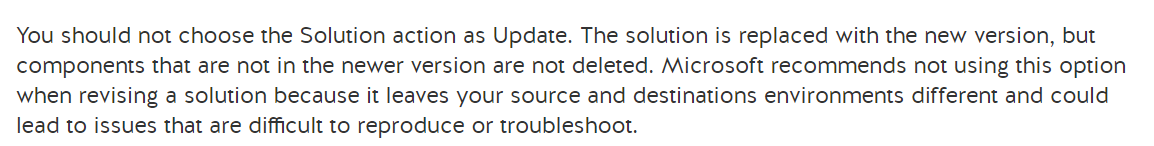 You should not choose the Solution action as Update. The solution is replaced with the new version, but
components that are not in the newer version are not deleted. Microsoft recommends not using this option
when revising a solution because it leaves your source and destinations environments different and could
lead to issues that are difficult to reproduce or troubleshoot.